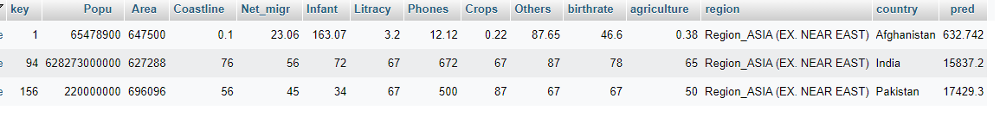 key Popu Area Coastline Net_migr Infant Litracy Phones Crops Others birthrate agriculture region country pred
e 1 65478900 647500 0.1 23.06 163.07 3.2 12.12 0.22 87.65 46.6 0.38 Region_ASIA (EX. NEAR EAST) Afghanistan 632.742
e 94 628273000000 627288 76 56 72 67 672 67 87 78 65 Region_ASIA (EX. NEAR EAST) India 15837.2
e 156 220000000 696096 56 45 34 67 500 87 67 67 50 Region_ASIA (EX. NEAR EAST) Pakistan 17429.3